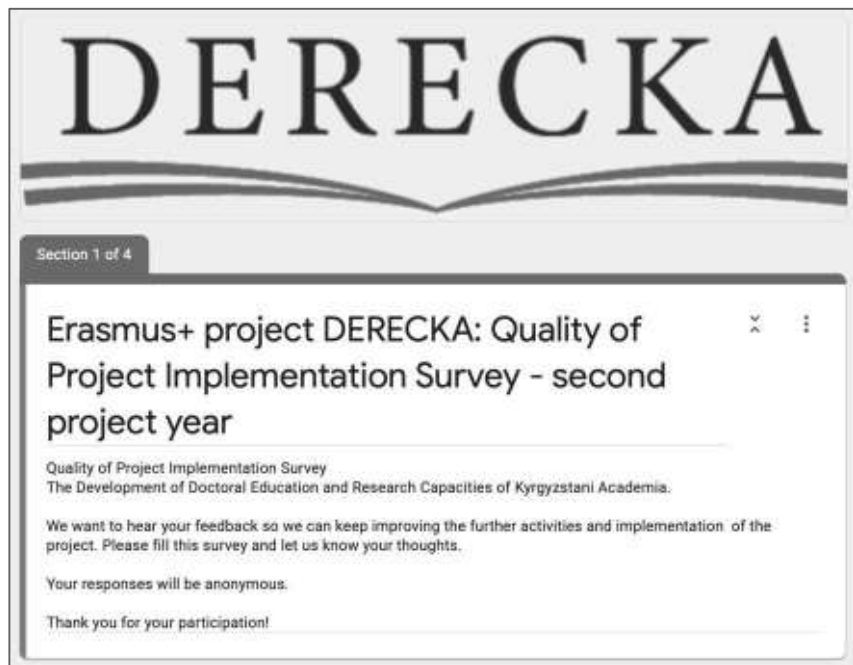 DERECKA
Section 1 of 4
Erasmus+ project DERECKA: Quality of
Project Implementation Survey - second
project year
Quality of Project Implementation Survey
The Development of Doctoral Education and Research Capacities of Kyrgyzstani Academia.
We want to hear your feedback so we can keep improving the further activities and implementation of the
project. Please fill this survey and let us know your thoughts.
Your responses will be anonymous.
Thank you for your participation!